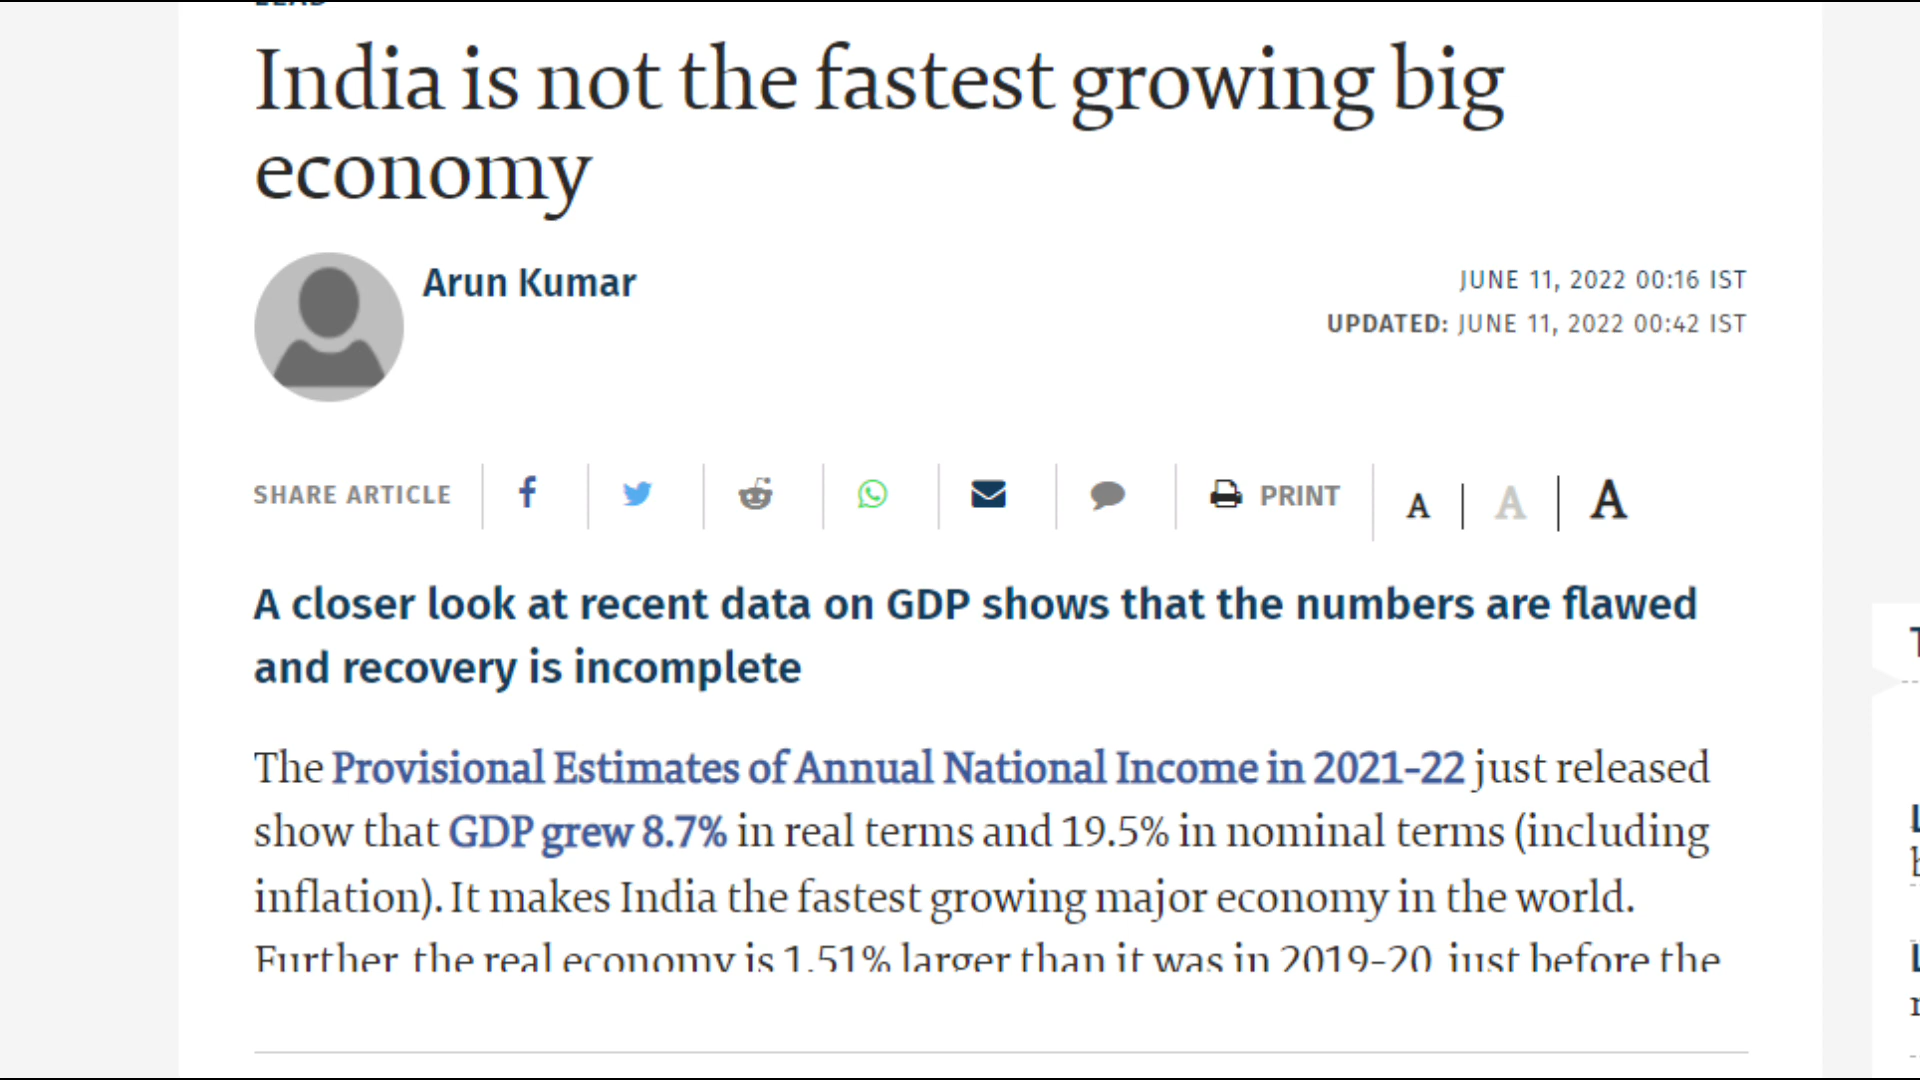 India is not the fastest growing big
economy
Arun Kumar
JUNE 11, 2022 00:16 IST
UPDATED: JUNE 11, 2022 00:42 IST
SHARE ARTICLE
PRINT
A
A
A
A closer look at recent data on GDP shows that the numbers are flawed
and recovery is incomplete
The Provisional Estimates of Annual National Income in 2021-22 just released
show that GDP grew 8.7% in real terms and 19.5% in nominal terms (including
inflation). It makes India the fastest growing major economy in the world.
Further, the real economy is 1.51% larger than it was in 2019-20, just before the